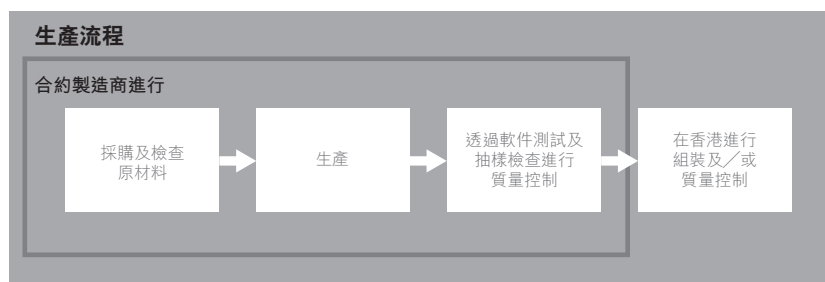 生產流程
合約製造商進行
採購及檢查
原材料
生產
透過軟件測試及
抽樣檢查進行
質量控制
在香港進行
組裝及╱或
質量控制